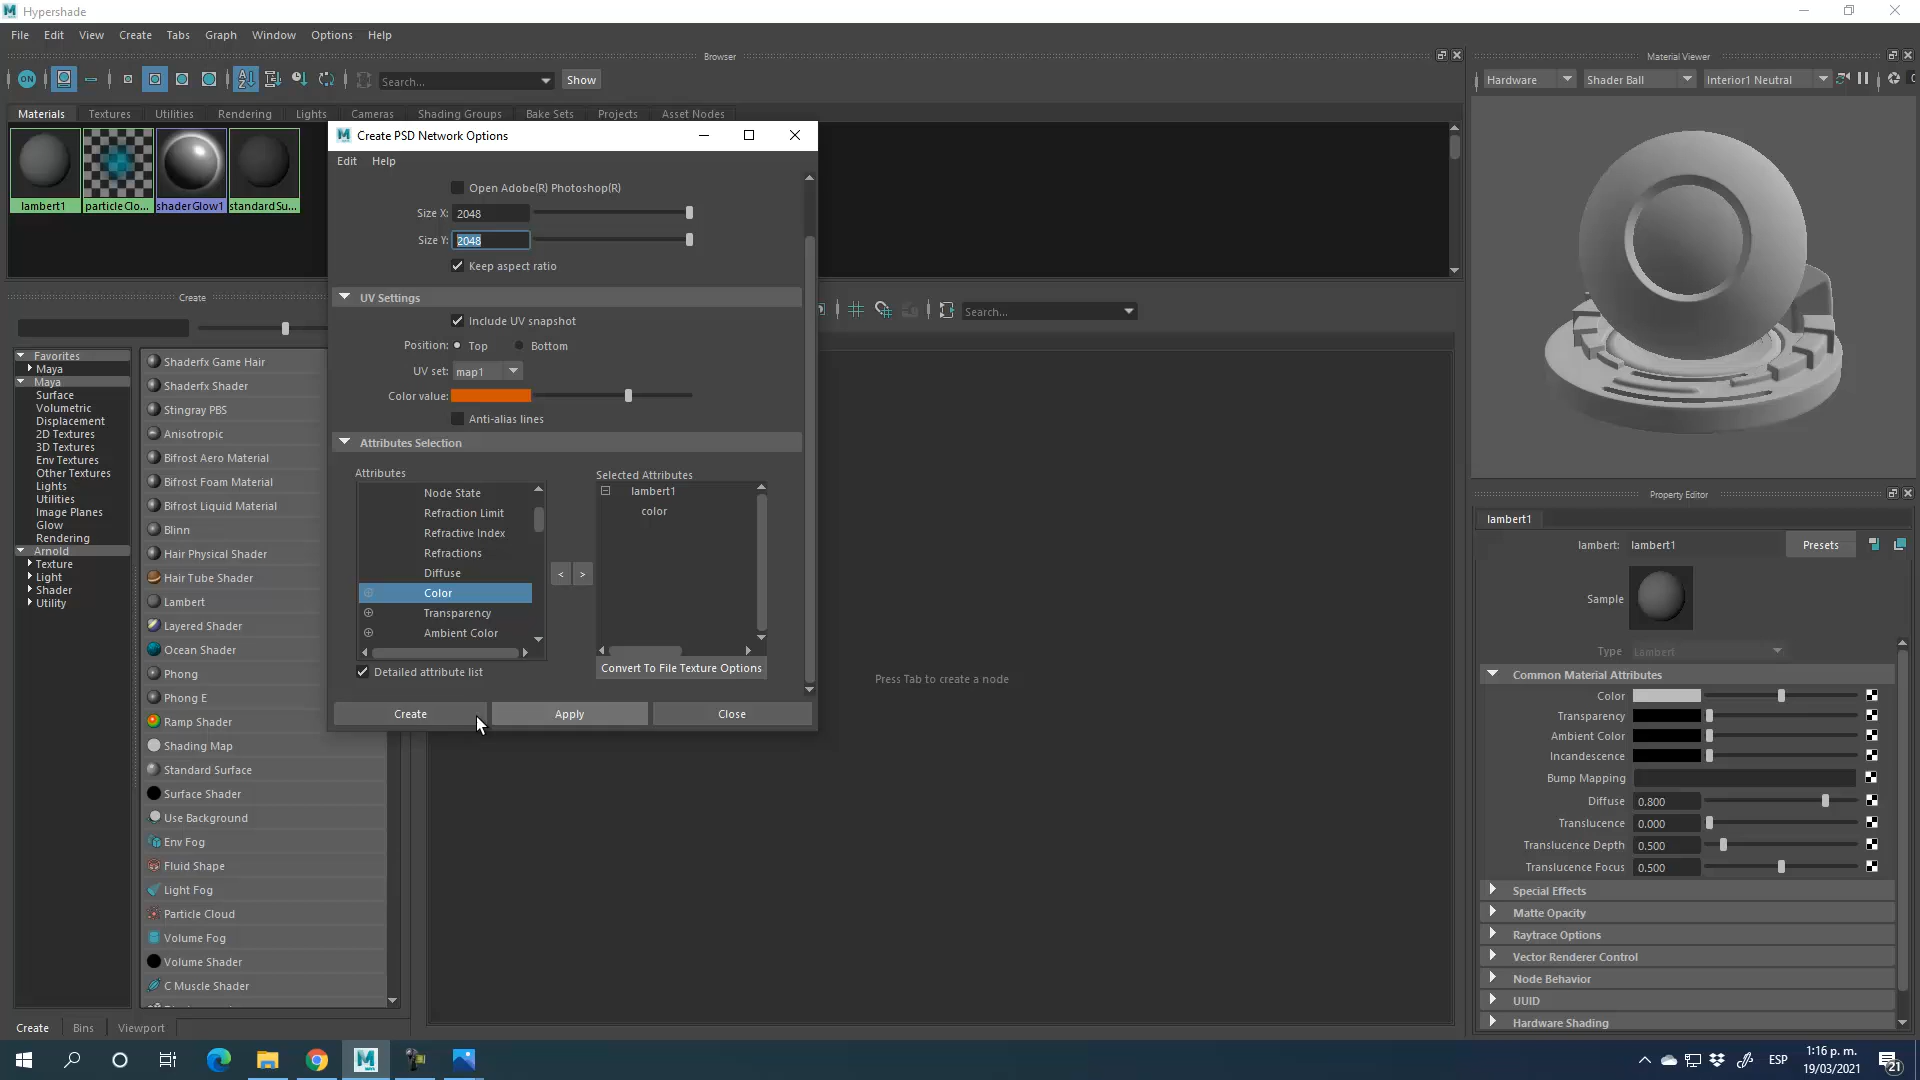 Hypershade
File Edit View Create Tabs Graph Window Options Help
Browser
Material Viewer
ON
Search...
Show
Hardware
Shader Ball
Interior1 Neutral
Materials Textures Utilities Rendering Lights Cameras Shading Groups Bake Sets Projects Asset Nodes
lambert1
particleClo...
shaderGlow1
standardSu...
Create PSD Network Options
Edit Help
Open Adobe(R) Photoshop(R)
Size X: 2048
Size Y: 2048
Keep aspect ratio
UV Settings
Include UV snapshot
Position: Top Bottom
UV set: map1
Color value:
Anti-alias lines
Attributes Selection
Attributes
Node State
Refraction Limit
Refractive Index
Refractions
Diffuse
Color
Transparency
Ambient Color
Detailed attribute list
< >
Selected Attributes
lambert1
color
Convert To File Texture Options
Create Apply Close
Create
Favorites
Maya
Maya
Surface
Volumetric
Displacement
2D Textures
3D Textures
Env Textures
Other Textures
Lights
Utilities
Image Planes
Glow
Rendering
Arnold
Texture
Light
Shader
Utility
Shaderfx Game Hair
Shaderfx Shader
Stingray PBS
Anisotropic
Bifrost Aero Material
Bifrost Foam Material
Bifrost Liquid Material
Blinn
Hair Physical Shader
Hair Tube Shader
Lambert
Layered Shader
Ocean Shader
Phong
Phong E
Ramp Shader
Shading Map
Standard Surface
Surface Shader
Use Background
Env Fog
Fluid Shape
Light Fog
Particle Cloud
Volume Fog
Volume Shader
C Muscle Shader
Create Bins Viewport
Search...
Press Tab to create a node
Property Editor
lambert1
lambert: lambert1
Presets
Sample
Type Lambert
Common Material Attributes
Color
Transparency
Ambient Color
Incandescence
Bump Mapping
Diffuse 0.800
Translucence 0.000
Translucence Depth 0.500
Translucence Focus 0.500
Special Effects
Matte Opacity
Raytrace Options
Vector Renderer Control
Node Behavior
UUID
Hardware Shading
ESP
1:16 p. m.
19/03/2021
21